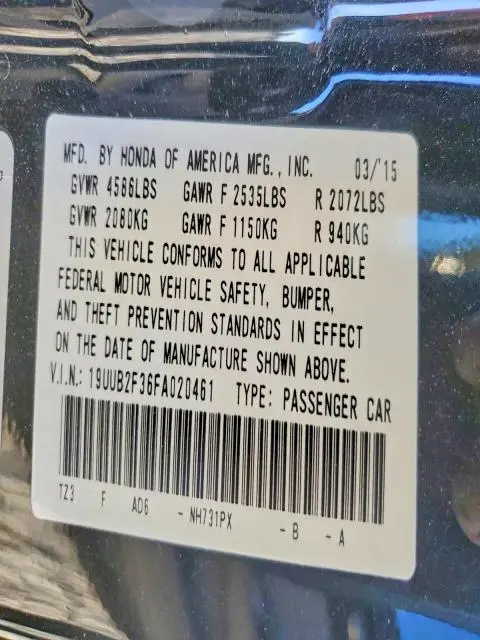 MFD. BY HONDA OF AMERICA MFG., INC. 03/'15
GVWR 4586LBS GAWR F 2535LBS R 2072LBS
GVWR 2080KG GAWR F 1150KG R 940KG
THIS VEHICLE CONFORMS TO ALL APPLICABLE
FEDERAL MOTOR VEHICLE SAFETY, BUMPER,
AND THEFT PREVENTION STANDARDS IN EFFECT
ON THE DATE OF MANUFACTURE SHOWN ABOVE.
V.I.N.: 19UUB2F36FA020461 TYPE: PASSENGER CAR
TZ3 F AD6 - NH731PX - B - A